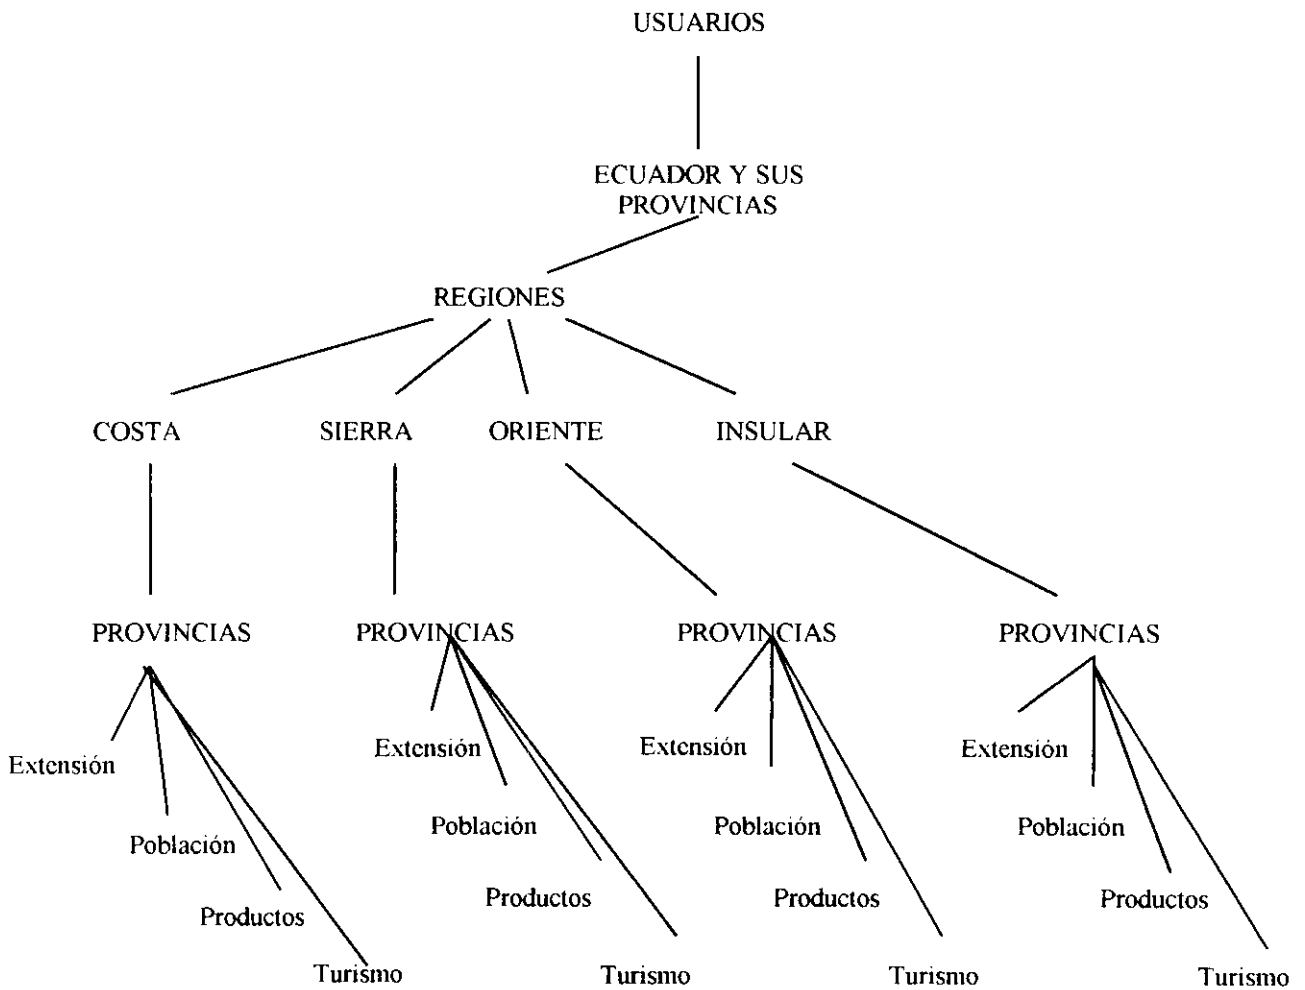 USUARIOS
ECUADOR Y SUS
PROVINCIAS
REGIONES
COSTA
SIERRA
ORIENTE
INSULAR
PROVINCIAS
PROVINCIAS
PROVINCIAS
PROVINCIAS
Extensión
Población
Productos
Turismo
Extensión
Población
Productos
Turismo
Extensión
Población
Productos
Turismo
Extensión
Población
Productos
Turismo